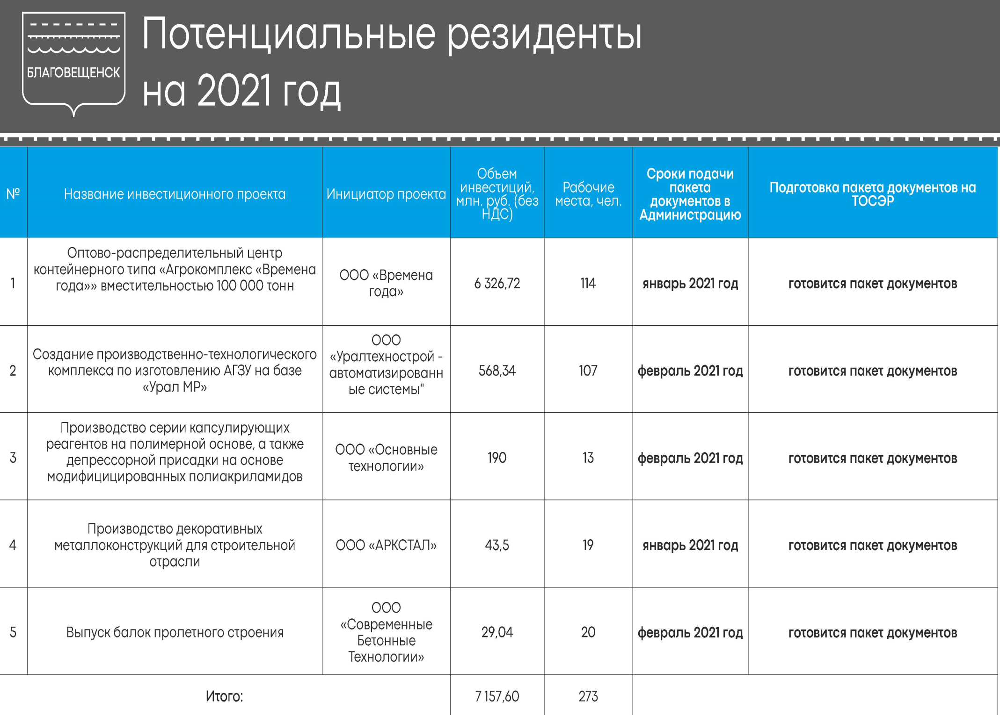 БЛАГОВЕЩЕНСК
Потенциальные резиденты
на 2021 год
№
Название инвестиционного проекта
Инициатор проекта
Объем
инвестиций,
млн. руб. (без
НДС)
Рабочие
места, чел.
Сроки подачи
пакета
документов в
Администрацию
Подготовка пакета документов на
ТОСЭР
1
Оптово-распределительный центр
контейнерного типа «Агрокомплекс «Времена
года»» вместительностью 100 000 тонн
ООО «Времена
года»
6 326,72
114
январь 2021 год
готовится пакет документов
2
Создание производственно-технологического
комплекса по изготовлению АГЗУ на базе
«Урал МР»
ООО
«Уралтехнострой -
автоматизированн
ые системы"
568,34
107
февраль 2021 год
готовится пакет документов
3
Производство серии капсулирующих
реагентов на полимерной основе, а также
депрессорной присадки на основе
модифицицированных полиакриламидов
ООО «Основные
технологии»
190
13
февраль 2021 год
готовится пакет документов
4
Производство декоративных
металлоконструкций для строительной
отрасли
ООО «АРКСТАЛ»
43,5
19
январь 2021 год
готовится пакет документов
5
Выпуск балок пролетного строения
ООО
«Современные
Бетонные
Технологии»
29,04
20
февраль 2021 год
готовится пакет документов
Итого:
7 157,60
273